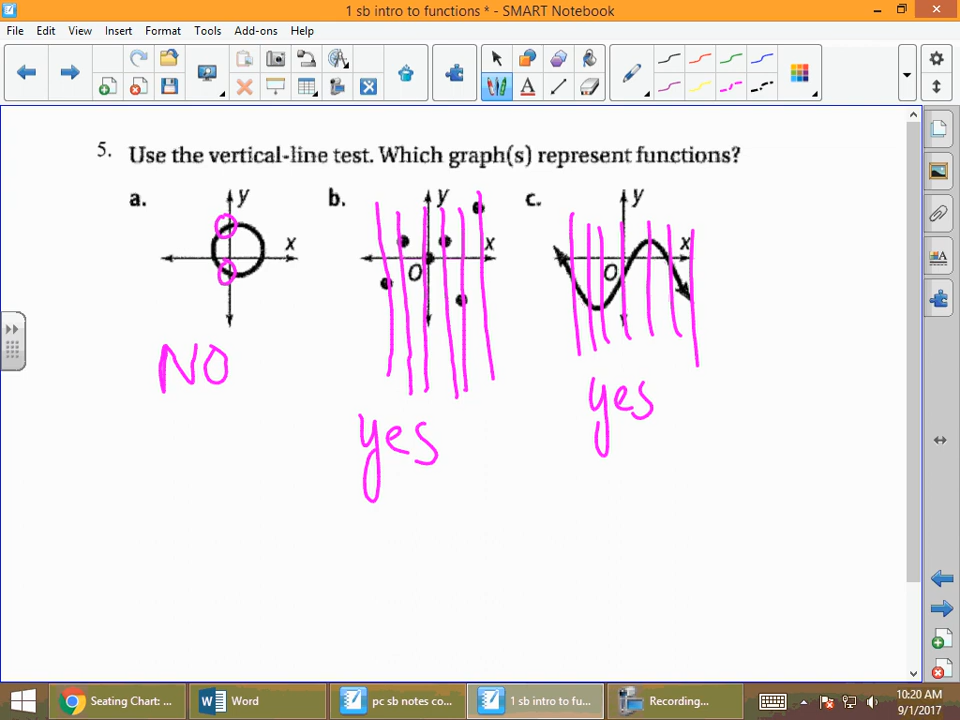 1 sb intro to functions * - SMART Notebook
File Edit View Insert Format Tools Add-ons Help
5. Use the vertical-line test. Which graph(s) represent functions?
a. y b. y c. y
x x x
O O
NO
yes
yes
Seating Chart: ... Word pc sb notes co... 1 sb intro to fu... Recording...
10:20 AM
9/1/2017